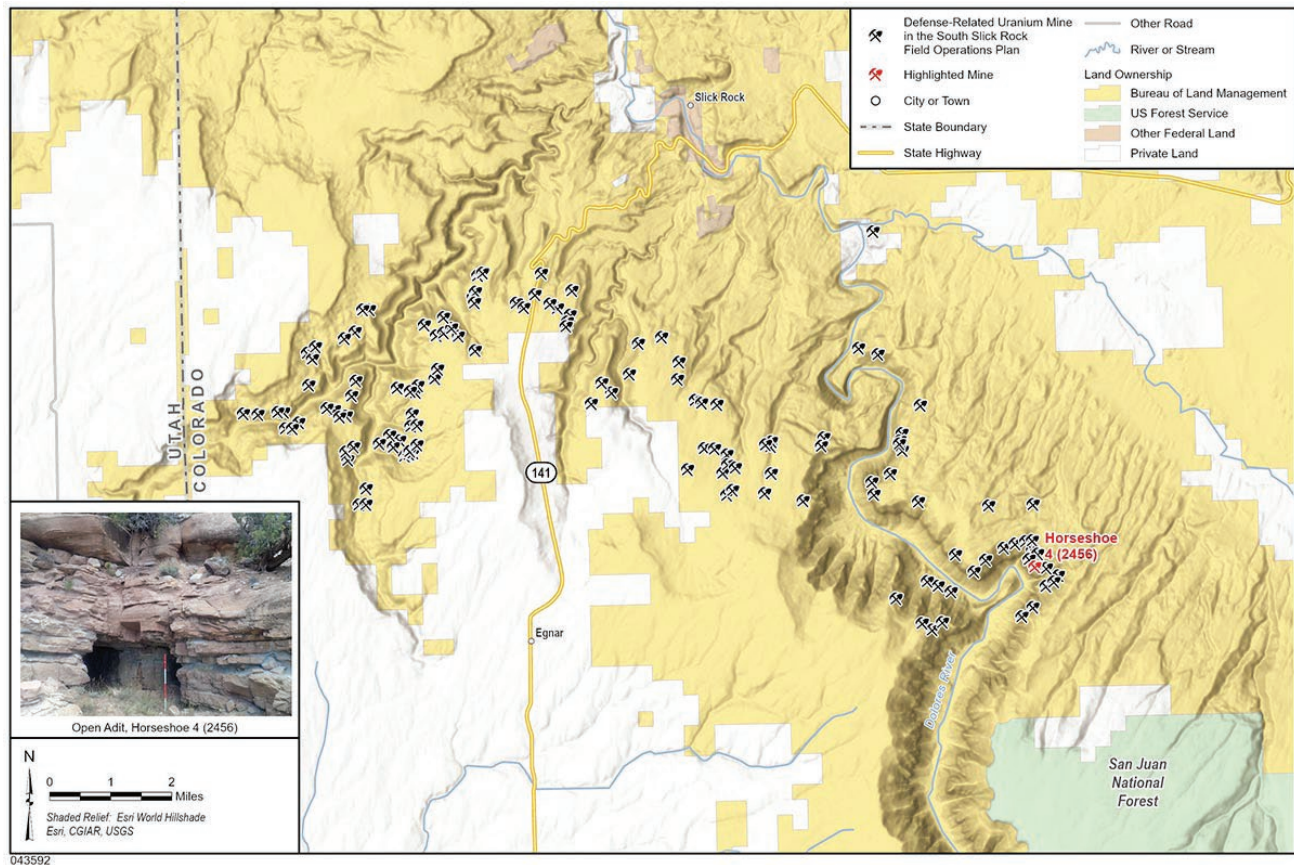 Defense-Related Uranium Mine
in the South Slick Rock
Field Operations Plan
Highlighted Mine
City or Town
State Boundary
State Highway
Other Road
River or Stream
Land Ownership
Bureau of Land Management
US Forest Service
Other Federal Land
Private Land
Slick Rock
UTAH
COLORADO
141
Horseshoe
4 (2456)
Egnar
Dolores River
San Juan
National
Forest
Open Adit, Horseshoe 4 (2456)
N
0 1 2
Miles
Shaded Relief: Esri World Hillshade
Esri, CGIAR, USGS
043592